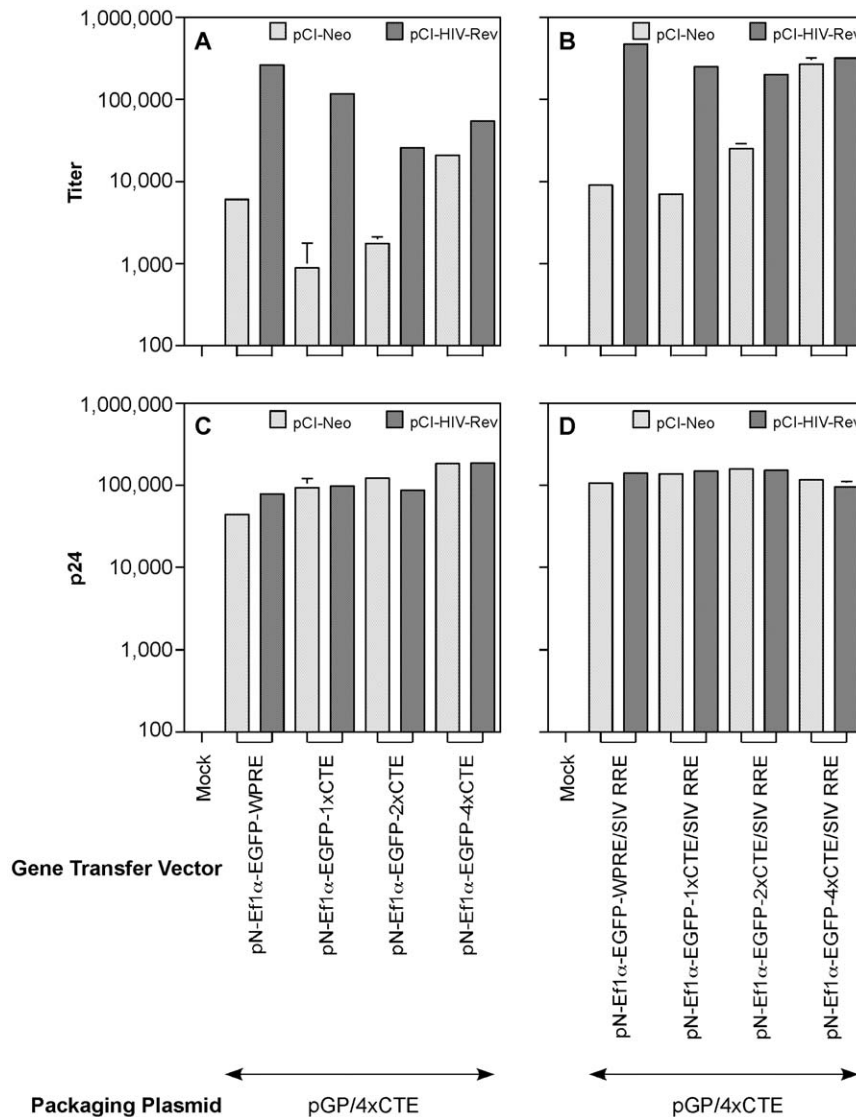 A
pCI-Neo
pCI-HIV-Rev
B
pCI-Neo
pCI-HIV-Rev
Titer
1,000,000
100,000
10,000
1,000
100
C
pCI-Neo
pCI-HIV-Rev
D
pCI-Neo
pCI-HIV-Rev
p24
1,000,000
100,000
10,000
1,000
100
Gene Transfer Vector
Mock
pN-Ef1α-EGFP-WPRE
pN-Ef1α-EGFP-1xCTE
pN-Ef1α-EGFP-2xCTE
pN-Ef1α-EGFP-4xCTE
Mock
pN-Ef1α-EGFP-WPRE/SIV RRE
pN-Ef1α-EGFP-1xCTE/SIV RRE
pN-Ef1α-EGFP-2xCTE/SIV RRE
pN-Ef1α-EGFP-4xCTE/SIV RRE
Packaging Plasmid
pGP/4xCTE
pGP/4xCTE